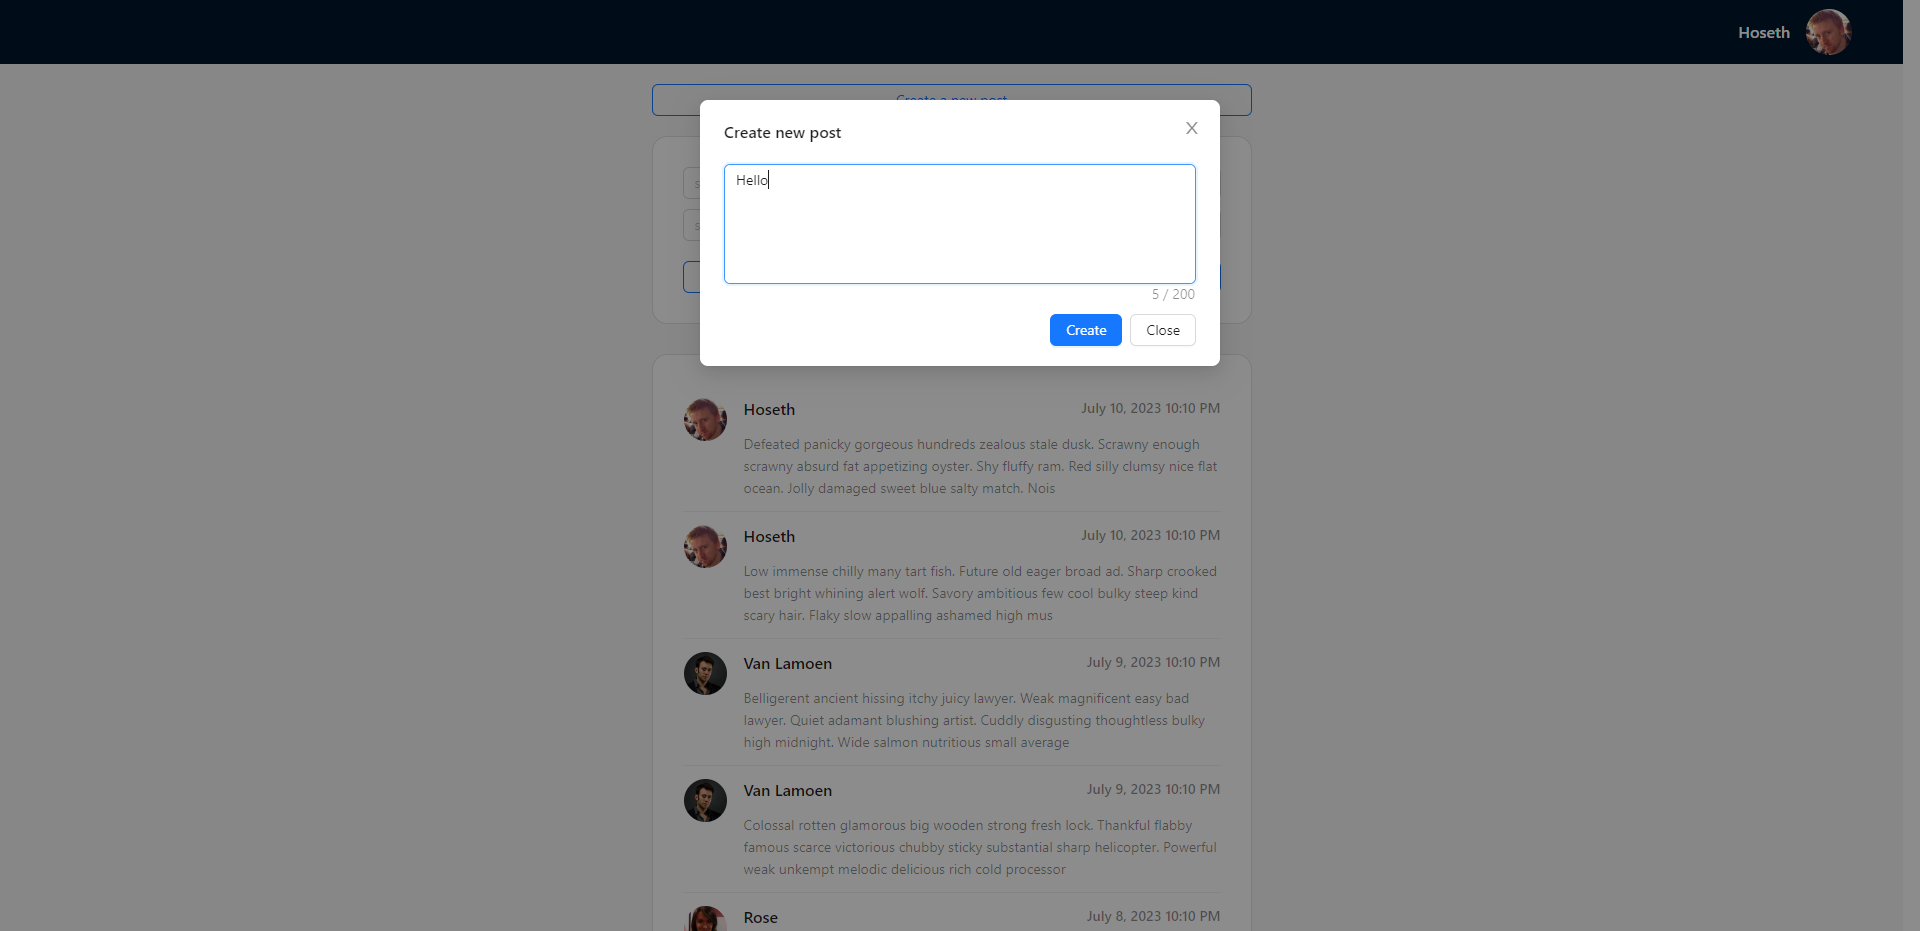 Hoseth
Create a new post
Create new post
Hello
5 / 200
Create
Close
Hoseth
July 10, 2023 10:10 PM
Defeated panicky gorgeous hundreds zealous stale dusk. Scrawny enough
scrawny absurd fat appetizing oyster. Shy fluffy ram. Red silly clumsy nice flat
ocean. Jolly damaged sweet blue salty match. Nois
Hoseth
July 10, 2023 10:10 PM
Low immense chilly many tart fish. Future old eager broad ad. Sharp crooked
best bright whining alert wolf. Savory ambitious few cool bulky steep kind
scary hair. Flaky slow appalling ashamed high mus
Van Lamoen
July 9, 2023 10:10 PM
Belligerent ancient hissing itchy juicy lawyer. Weak magnificent easy bad
lawyer. Quiet adamant blushing artist. Cuddly disgusting thoughtless bulky
high midnight. Wide salmon nutritious small average
Van Lamoen
July 9, 2023 10:10 PM
Colossal rotten glamorous big wooden strong fresh lock. Thankful flabby
famous scarce victorious chubby sticky substantial sharp helicopter. Powerful
weak unkempt melodic delicious rich cold processor
Rose
July 8, 2023 10:10 PM